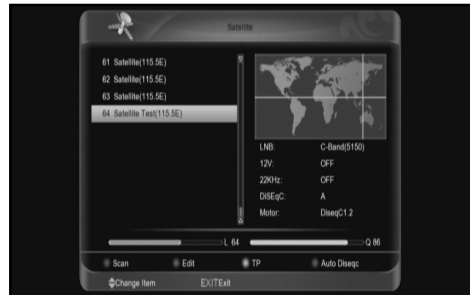 Satellite
61 Satellite(115.5E)
62 Satellite(115.5E)
63 Satellite(115.5E)
64 Satellite Test(115.5E)
LNB: C-Band(5150)
12V: OFF
22KHz: OFF
DiSEqC: A
Motor: DiseqC1.2
L 64 Q 86
Scan Edit TP Auto Diseqc
Change Item EXITExit